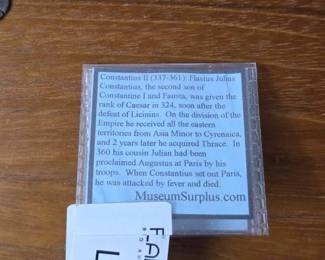 Constantius II (337-361): Flavius Julius
Constantius, the second son of
Constantine I and Fausta, was given the
rank of Caesar in 324, soon after the
defeat of Licinius. On the division of the
Empire he received all the eastern
territories from Asia Minor to Cyrenaica,
and 2 years later he acquired Thrace. In
360 his cousin Julian had been
proclaimed Augustus at Paris by his
troops. When Constantius set out Paris,
he was attacked by fever and died.
MuseumSurplus.com